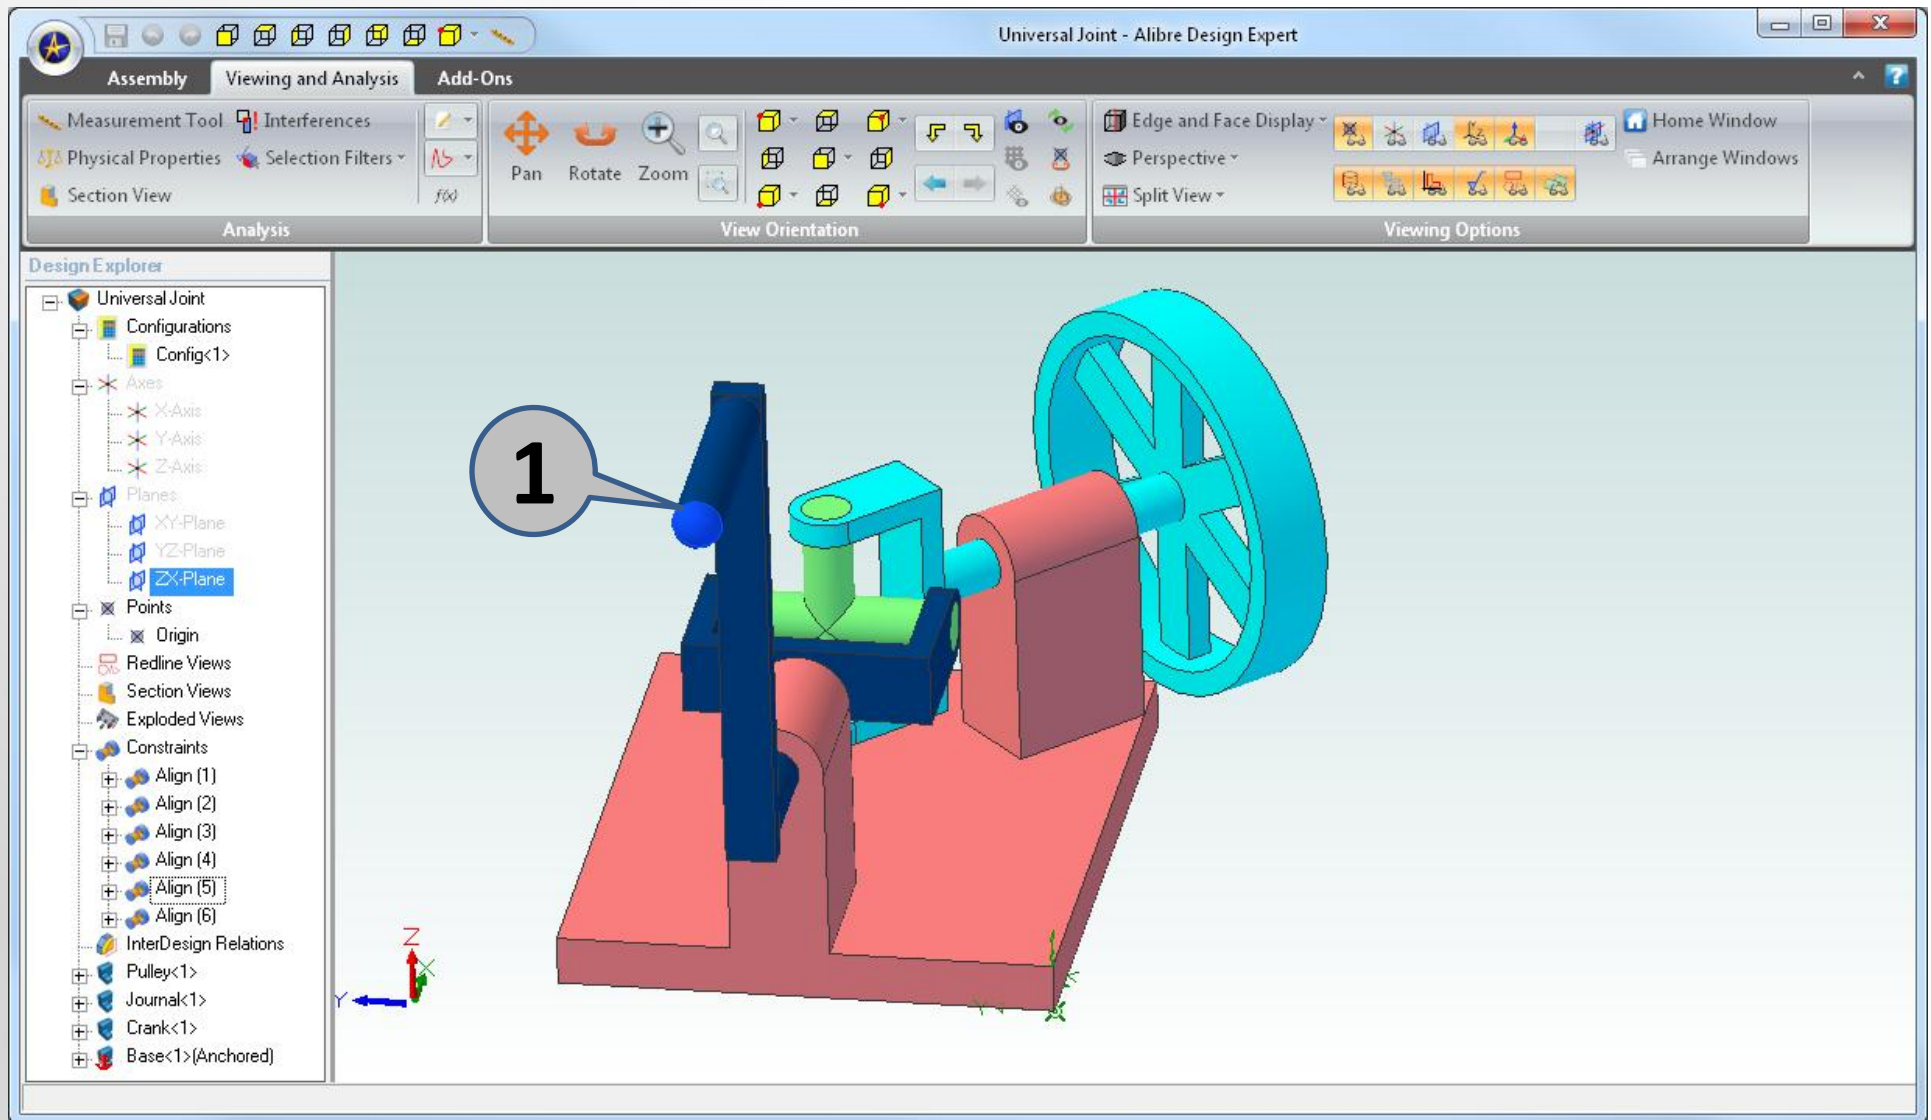 Universal Joint - Alibre Design Expert
Assembly
Viewing and Analysis
Add-Ons
Measurement Tool
Interferences
Physical Properties
Selection Filters
Section View
f(x)
Analysis
Pan
Rotate
Zoom
View Orientation
Edge and Face Display
Perspective
Split View
Home Window
Arrange Windows
Viewing Options
Design Explorer
Universal Joint
Configurations
Config<1>
Axes
X-Axis
Y-Axis
Z-Axis
Planes
XY-Plane
YZ-Plane
ZX-Plane
Points
Origin
Redline Views
Section Views
Exploded Views
Constraints
Align (1)
Align (2)
Align (3)
Align (4)
Align (5)
Align (6)
InterDesign Relations
Pulley<1>
Journal<1>
Crank<1>
Base<1>(Anchored)
1
Z
X
Y